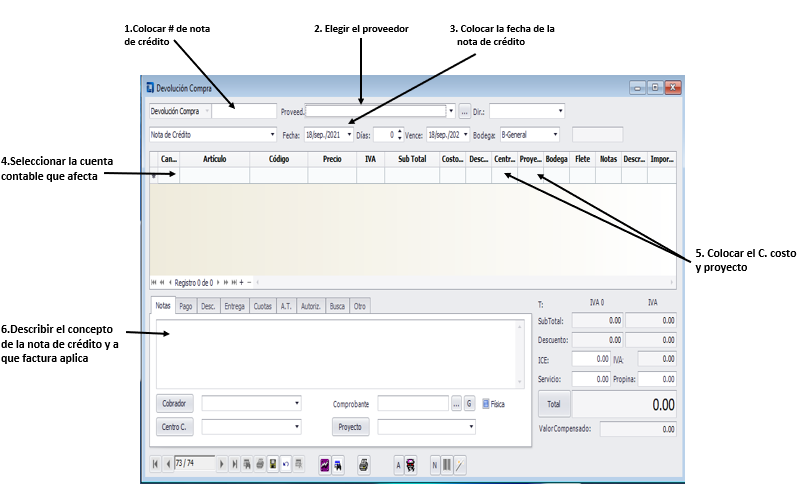 1.Colocar # de nota
de crédito
2. Elegir el proveedor
3. Colocar la fecha de la
nota de crédito
Devolución Compra
Devolución Compra Proveed. ... Dir.:
Nota de Crédito Fecha: 18/sep./2021 Días: 0 Vence: 18/sep./202 Bodega: B-General
4.Seleccionar la cuenta
contable que afecta
Can... Artículo Código Precio IVA Sub Total Costo... Desc... Centr... Proye... Bodega Flete Notas Descr... Impor...
5. Colocar el C. costo
y proyecto
Registro 0 de 0
Notas Pago Desc. Entrega Cuotas A.T. Autoriz. Busca Otro
6.Describir el concepto
de la nota de crédito y a
que factura aplica
T: IVA 0 IVA
SubTotal: 0.00 0.00
Descuento: 0.00 0.00
ICE: 0.00 IVA: 0.00
Servicio: 0.00 Propina: 0.00
Cobrador Comprobante ... G Física
Total 0.00
Centro C. Proyecto
ValorCompensado: 0.00
73 / 74 A N